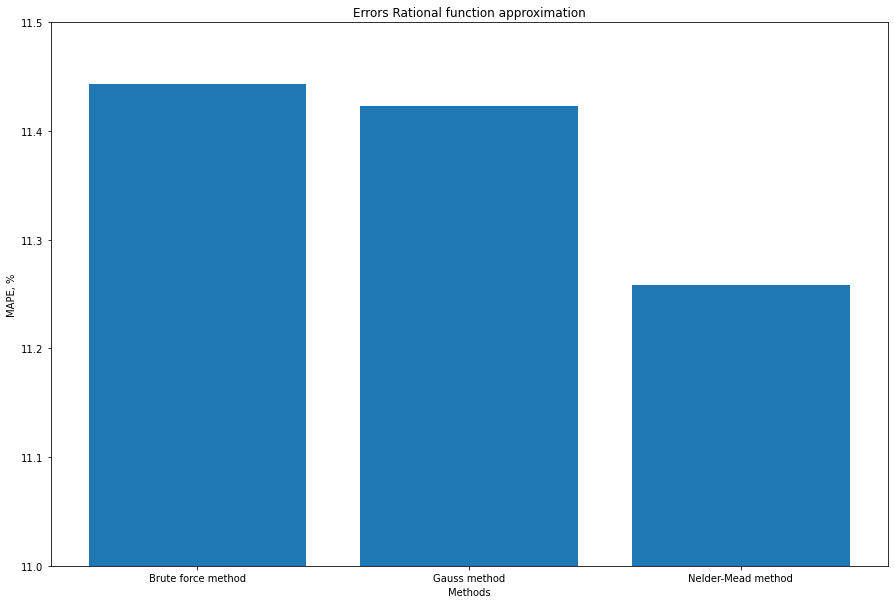 Errors Rational function approximation
11.5
11.4
11.3
11.2
11.1
11.0
MAPE, %
Brute force method
Gauss method
Nelder-Mead method
Methods